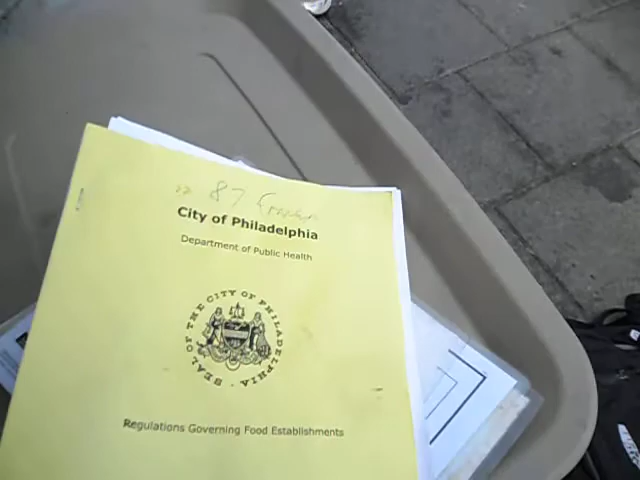 87
City of Philadelphia
Department of Public Health
SEAL OF THE CITY OF PHILADELPHIA
Regulations Governing Food Establishments